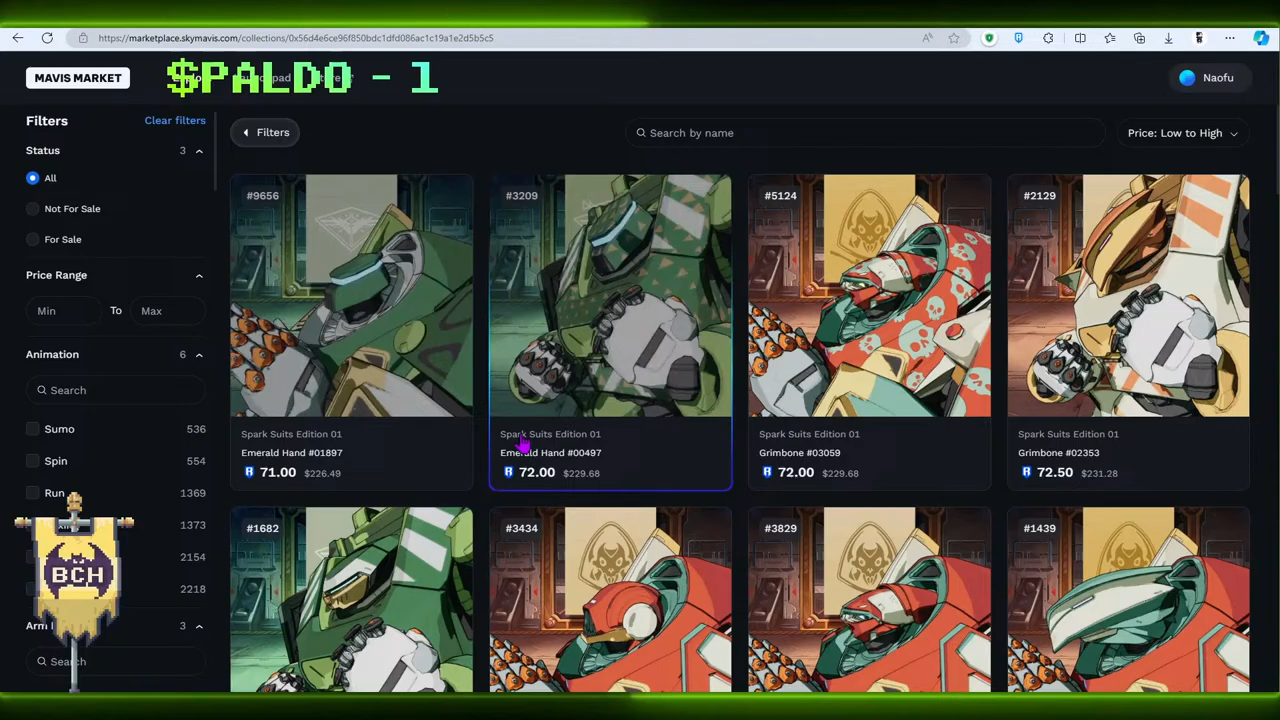 https://marketplace.skymavis.com/collections/0x56d4e6ce96f850bdc1dfd086ac1c19a1e2d5b5c5
MAVIS MARKET
$PALDO - 1
Naofu
Filters
Clear filters
Status
3
All
Not For Sale
For Sale
Price Range
Min
To
Max
Animation
6
Search
Sumo
536
Spin
554
Run
1369
1373
2154
2218
BCH
Arm
3
Search
Filters
Search by name
Price: Low to High
#9656
Spark Suits Edition 01
Emerald Hand #01897
71.00 $226.49
#3209
Spark Suits Edition 01
Emerald Hand #00497
72.00 $229.68
#5124
Spark Suits Edition 01
Grimbone #03059
72.00 $229.68
#2129
Spark Suits Edition 01
Grimbone #02353
72.50 $231.28
#1682
#3434
#3829
#1439